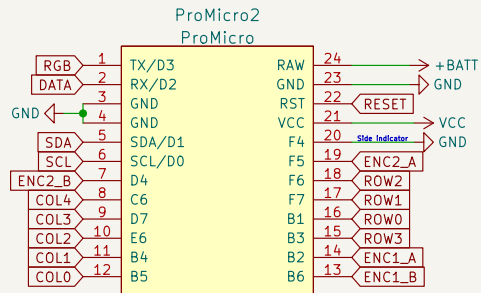 ProMicro2
ProMicro
RGB 1 TX/D3 RAW 24 +BATT
DATA 2 RX/D2 GND 23 GND
GND 3 GND RST 22 RESET
4 GND VCC 21 VCC
SDA 5 SDA/D1 F4 20 Side Indicator GND
SCL 6 SCL/D0 F5 19 ENC2_A
ENC2_B 7 D4 F6 18 ROW2
COL4 8 C6 F7 17 ROW1
COL3 9 D7 B1 16 ROW0
COL2 10 E6 B3 15 ROW3
COL1 11 B4 B2 14 ENC1_A
COL0 12 B5 B6 13 ENC1_B